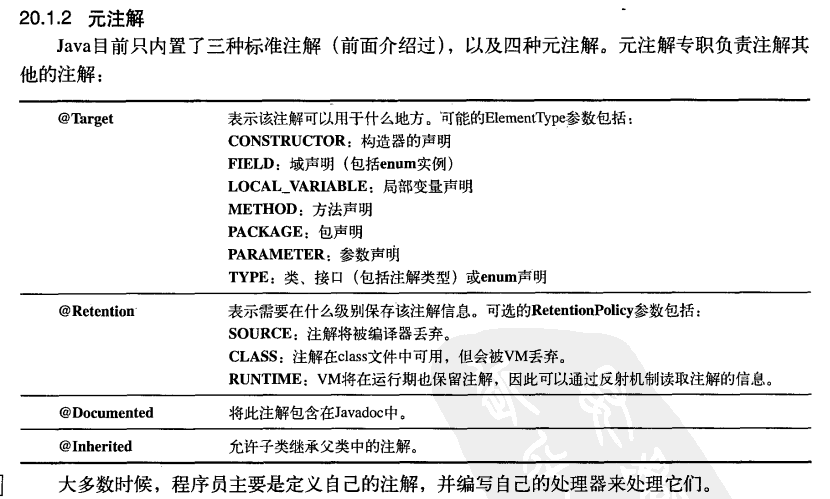 20.1.2 元注解
Java目前只内置了三种标准注解（前面介绍过），以及四种元注解。元注解专职负责注解其
他的注解：
@Target 表示该注解可以用于什么地方。可能的ElementType参数包括：
CONSTRUCTOR：构造器的声明
FIELD：域声明（包括enum实例）
LOCAL_VARIABLE：局部变量声明
METHOD：方法声明
PACKAGE：包声明
PARAMETER：参数声明
TYPE：类、接口（包括注解类型）或enum声明
@Retention 表示需要在什么级别保存该注解信息。可选的RetentionPolicy参数包括：
SOURCE：注解将被编译器丢弃。
CLASS：注解在class文件中可用，但会被VM丢弃。
RUNTIME：VM将在运行期也保留注解，因此可以通过反射机制读取注解的信息。
@Documented 将此注解包含在Javadoc中。
@Inherited 允许子类继承父类中的注解。
大多数时候，程序员主要是定义自己的注解，并编写自己的处理器来处理它们。